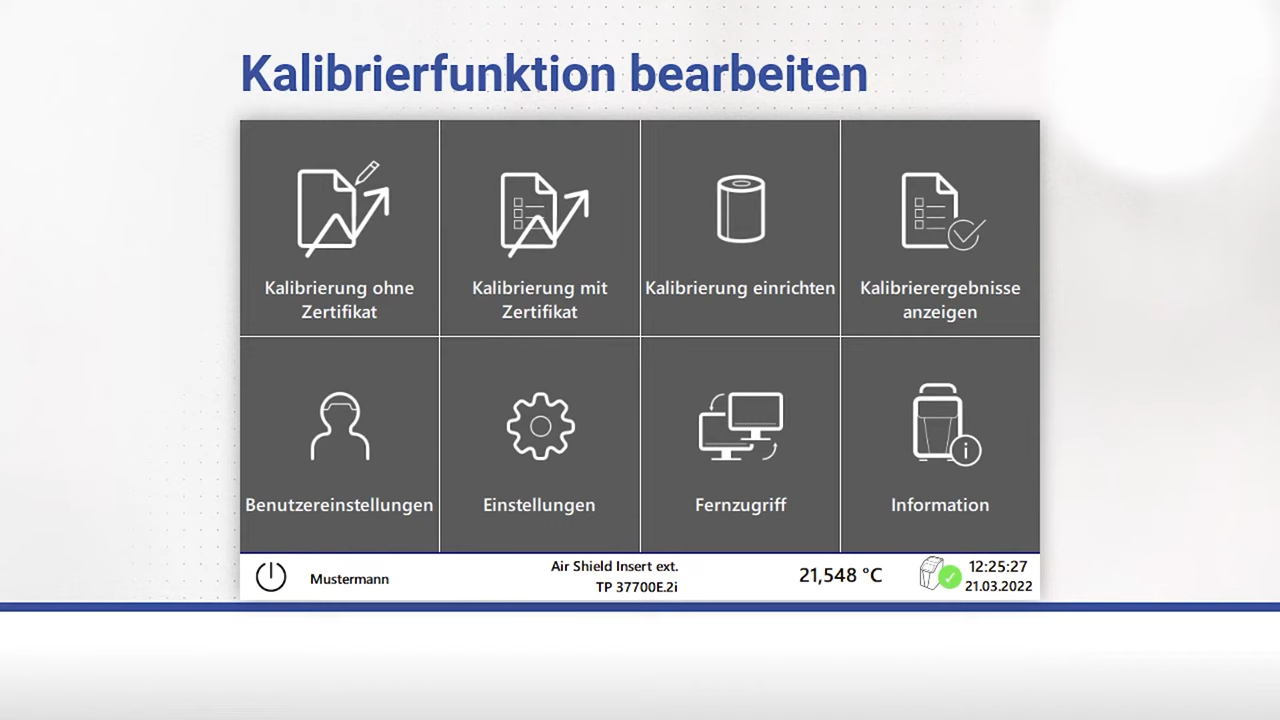 Kalibrierfunktion bearbeiten
Kalibrierung ohne
Zertifikat
Kalibrierung mit
Zertifikat
Kalibrierung einrichten
Kalibrierergebnisse
anzeigen
Benutzereinstellungen
Einstellungen
Fernzugriff
Information
Mustermann
Air Shield Insert ext.
TP 37700E.2i
21,548 °C
12:25:27
21.03.2022